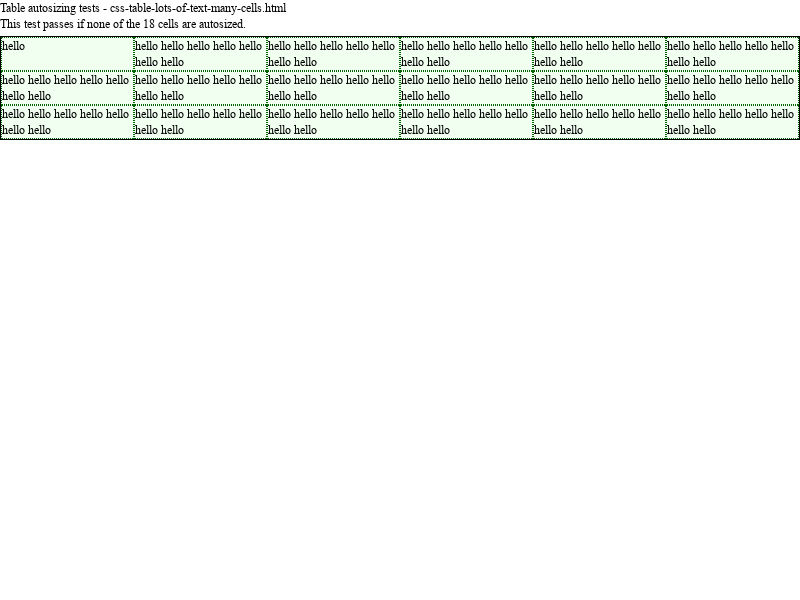 Table autosizing tests - css-table-lots-of-text-many-cells.html
This test passes if none of the 18 cells are autosized.
hello hello hello hello hello hello hello hello hello hello hello hello hello hello hello hello hello hello hello hello hello hello hello hello hello hello
hello hello hello hello hello hello hello hello hello hello
hello hello hello hello hello hello hello hello hello hello hello hello hello hello hello hello hello hello hello hello hello hello hello hello hello hello hello hello hello hello
hello hello hello hello hello hello hello hello hello hello hello hello
hello hello hello hello hello hello hello hello hello hello hello hello hello hello hello hello hello hello hello hello hello hello hello hello hello hello hello hello hello hello
hello hello hello hello hello hello hello hello hello hello hello hello